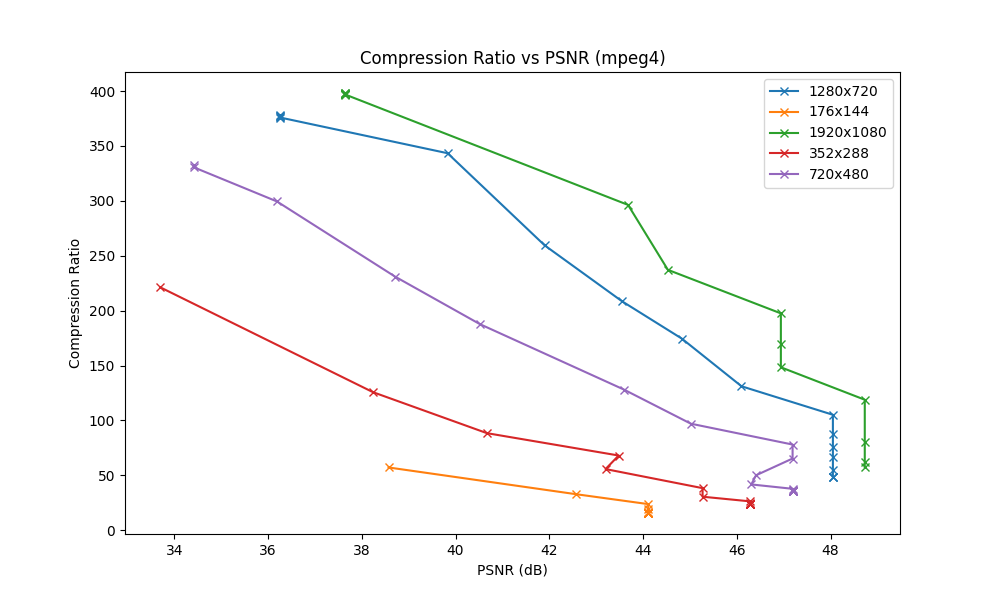 Compression Ratio vs PSNR (mpeg4)
Compression Ratio
400
350
300
250
200
150
100
50
0
1280x720
176x144
1920x1080
352x288
720x480
34 36 38 40 42 44 46 48
PSNR (dB)